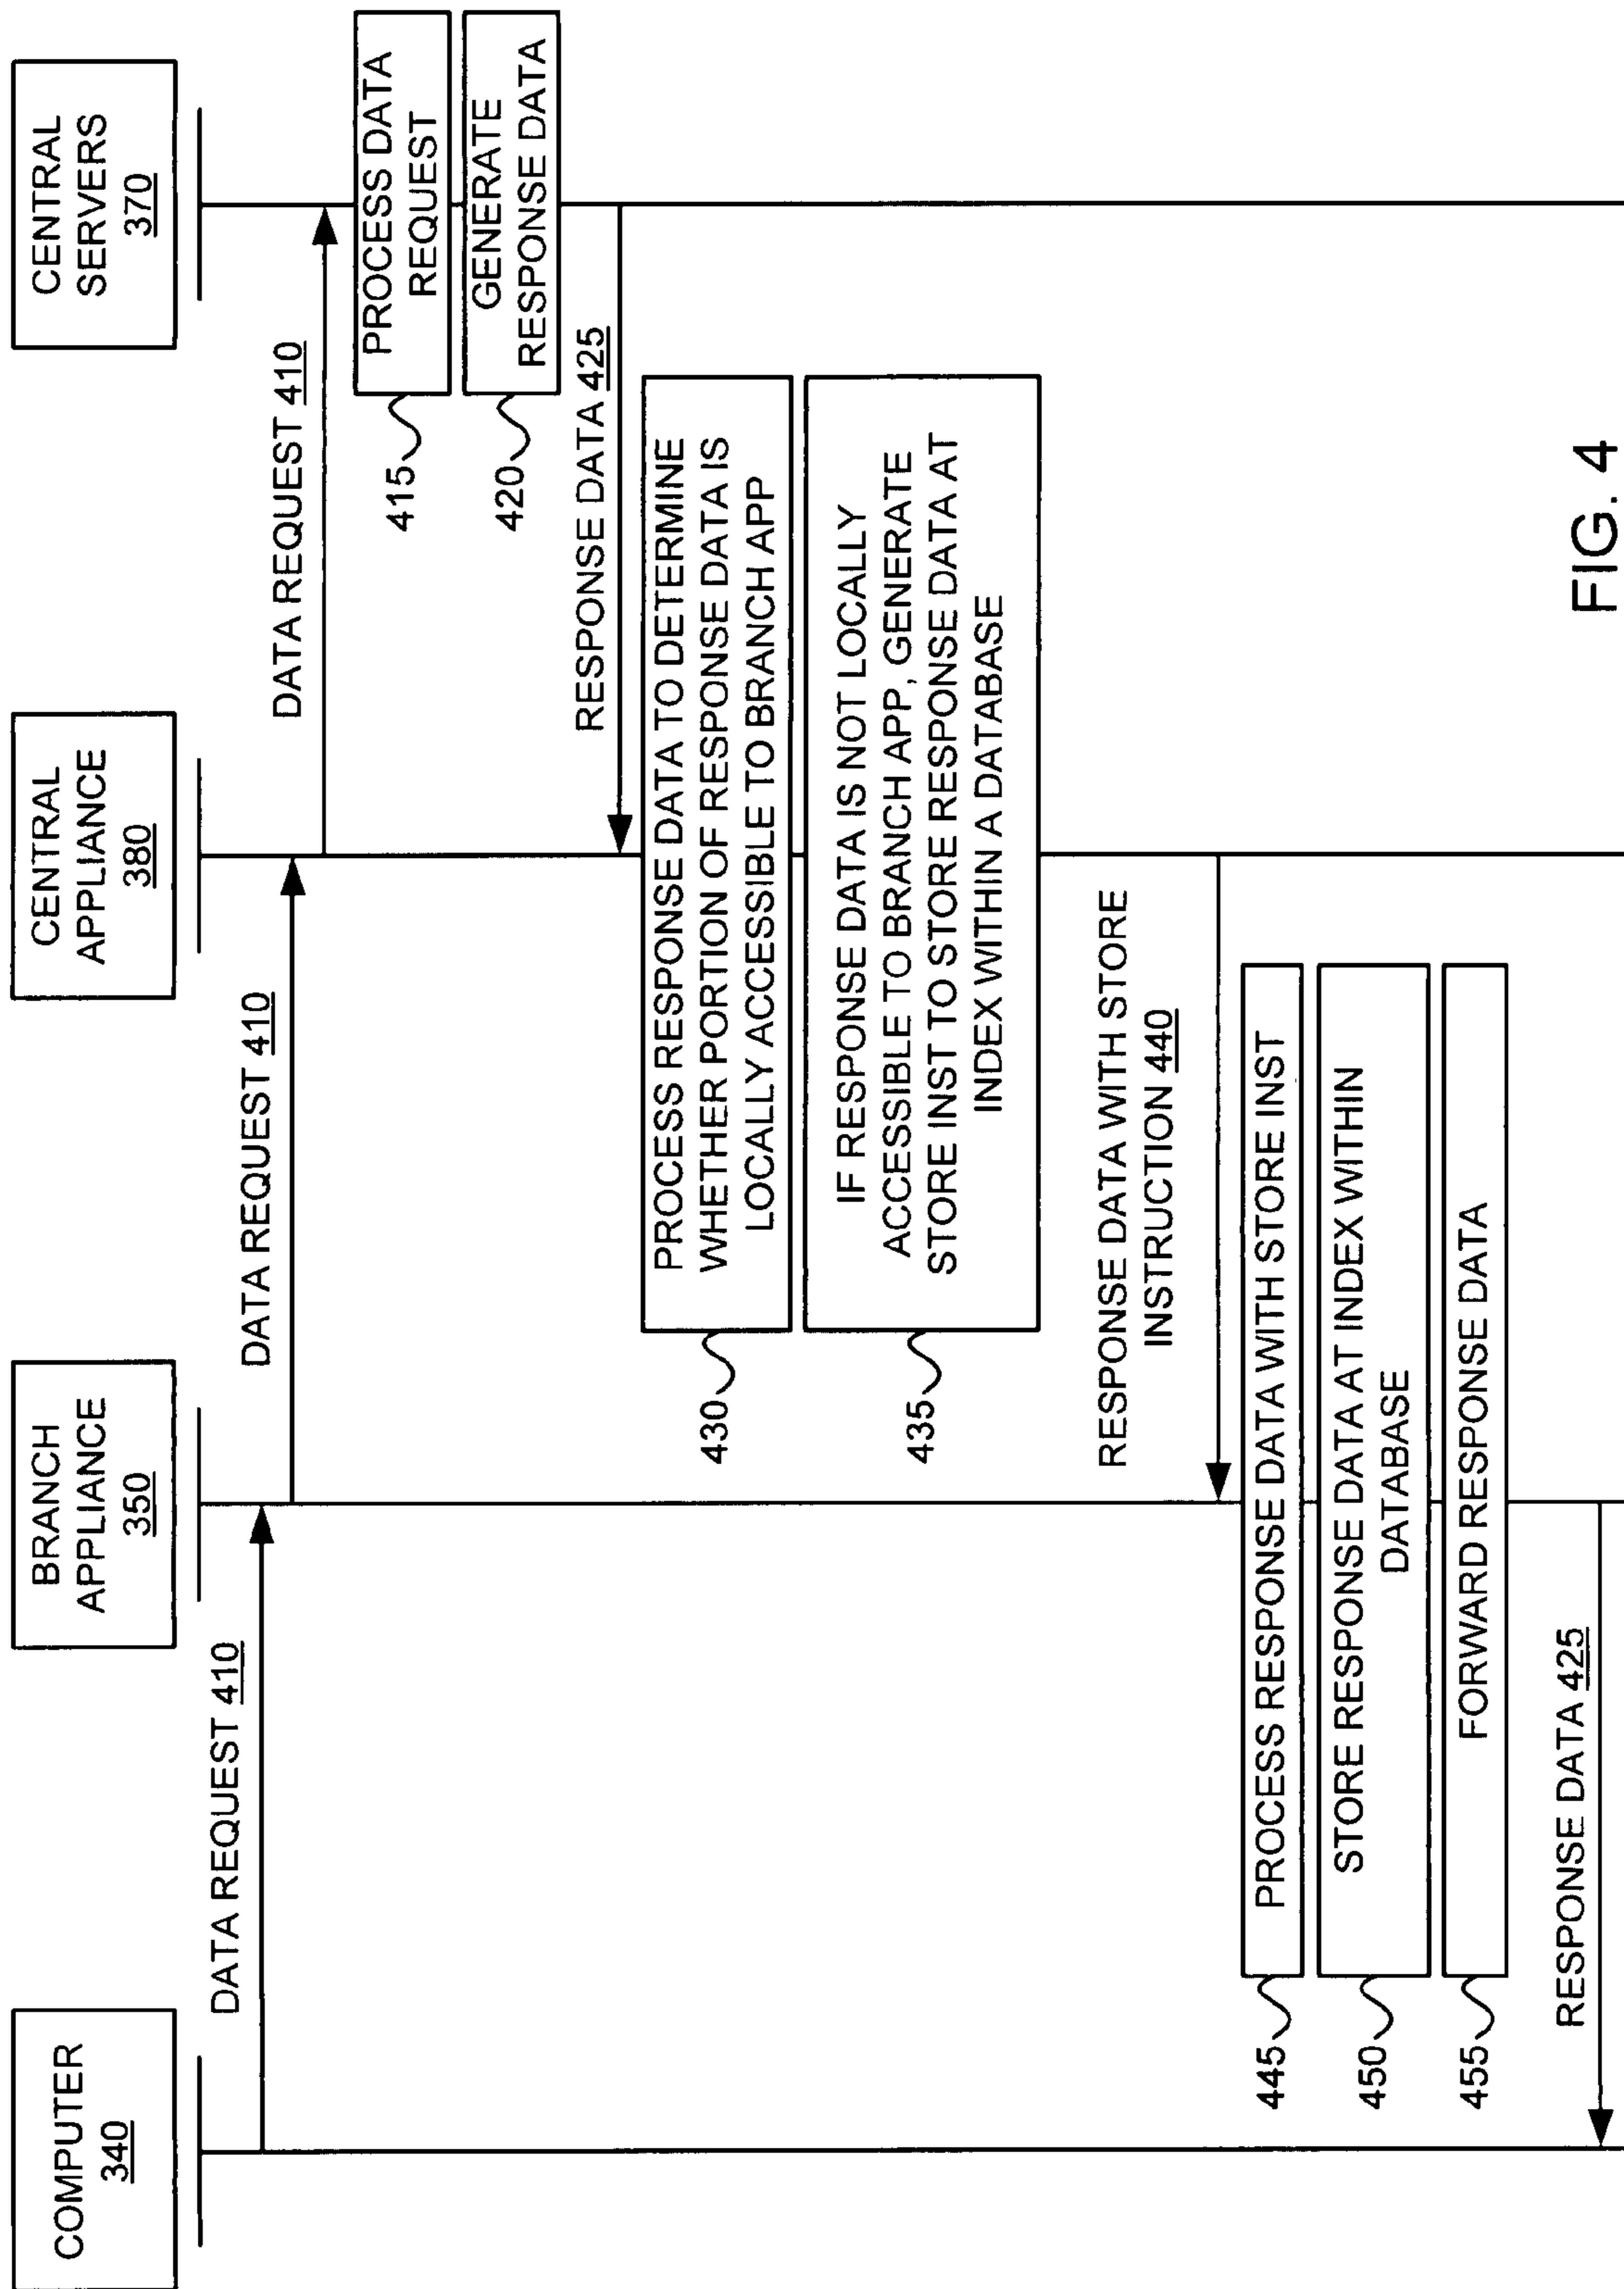 COMPUTER
340
BRANCH
APPLIANCE
350
CENTRAL
APPLIANCE
380
CENTRAL
SERVERS
370
DATA REQUEST 410
DATA REQUEST 410
DATA REQUEST 410
415
PROCESS DATA
REQUEST
420
GENERATE
RESPONSE DATA
RESPONSE DATA 425
430
PROCESS RESPONSE DATA TO DETERMINE
WHETHER PORTION OF RESPONSE DATA IS
LOCALLY ACCESSIBLE TO BRANCH APP
435
IF RESPONSE DATA IS NOT LOCALLY
ACCESSIBLE TO BRANCH APP, GENERATE
STORE INST TO STORE RESPONSE DATA AT
INDEX WITHIN A DATABASE
RESPONSE DATA WITH STORE
INSTRUCTION 440
445
PROCESS RESPONSE DATA WITH STORE INST
450
STORE RESPONSE DATA AT INDEX WITHIN
DATABASE
455
FORWARD RESPONSE DATA
RESPONSE DATA 425
FIG. 4